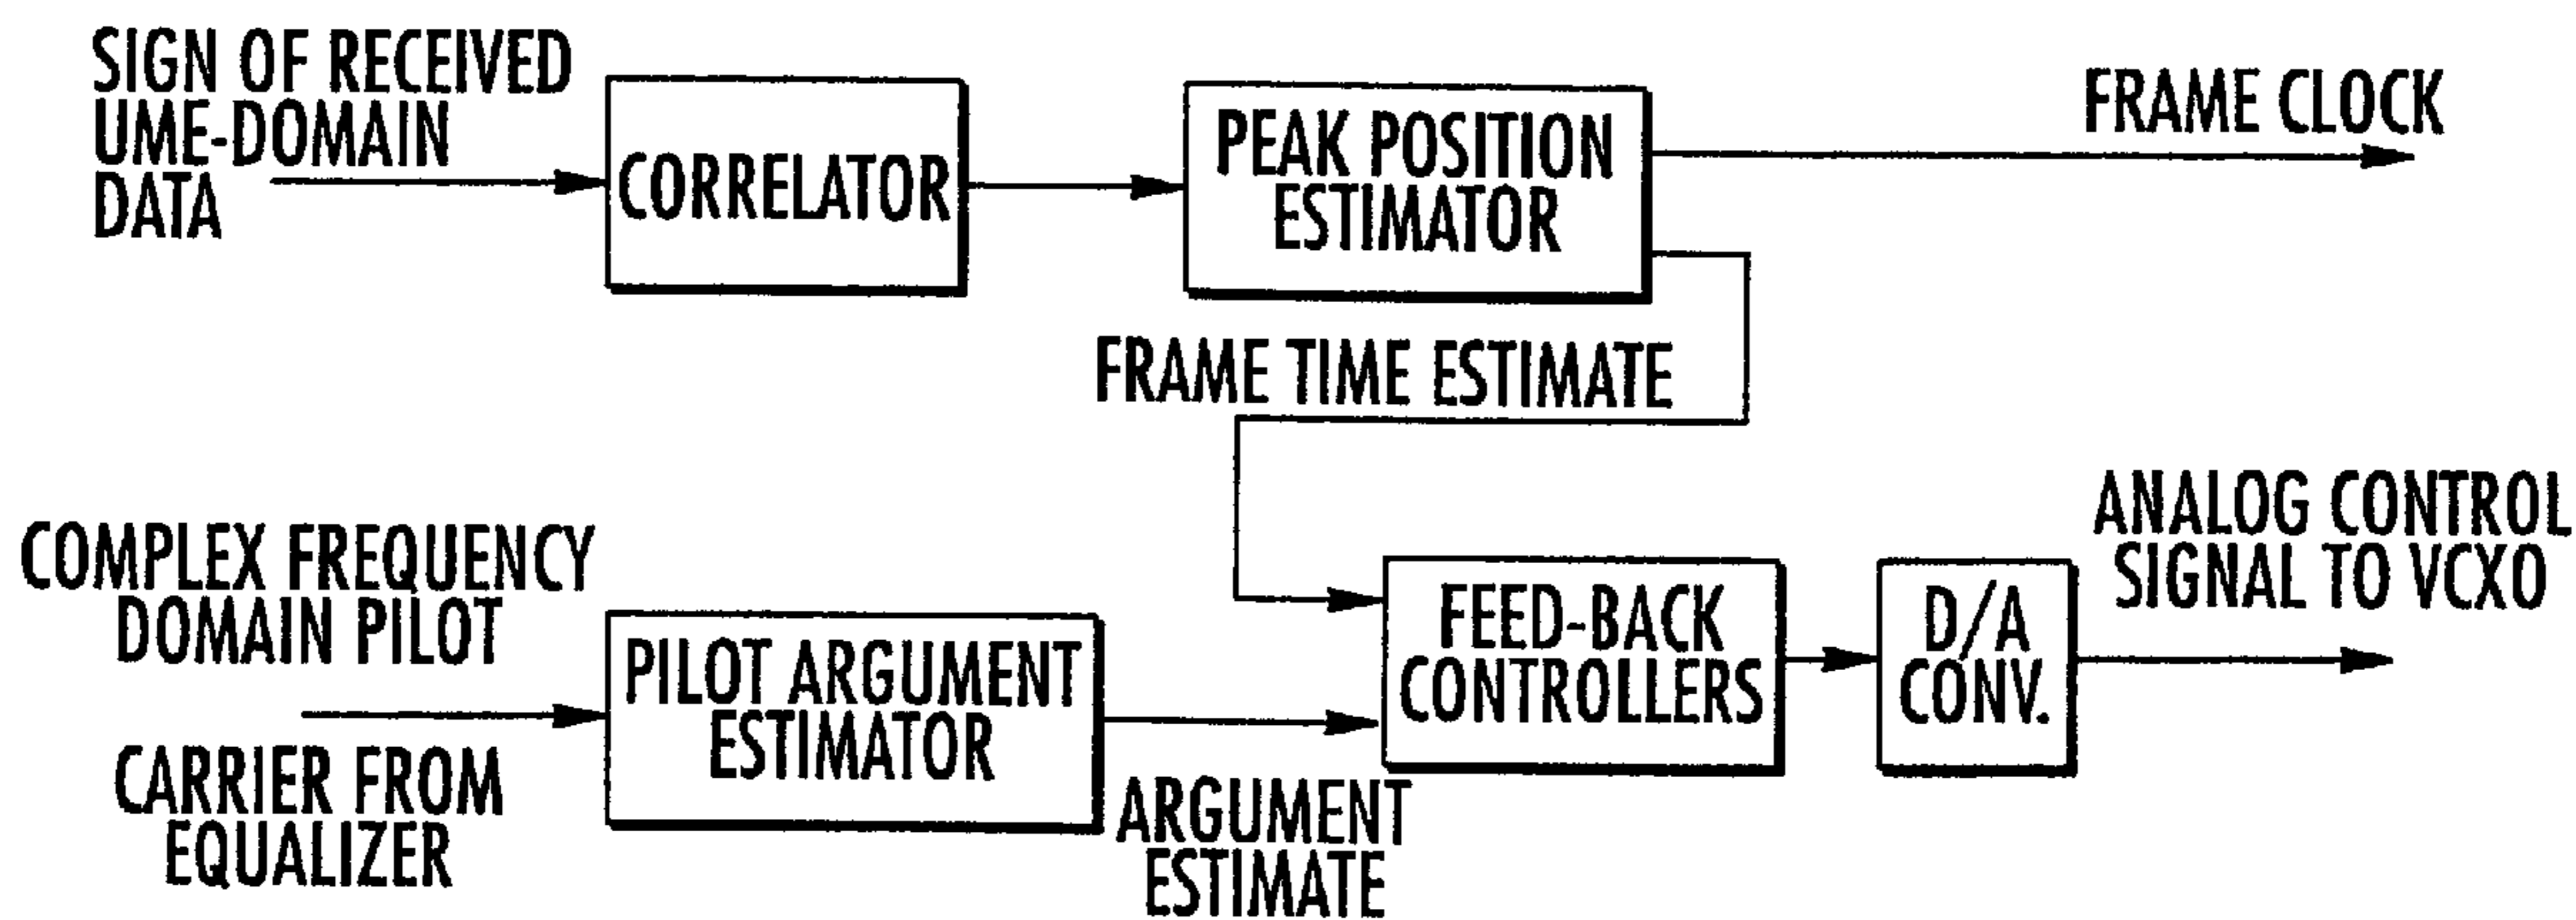 SIGN OF RECEIVED
UME-DOMAIN
DATA
CORRELATOR
PEAK POSITION
ESTIMATOR
FRAME CLOCK
FRAME TIME ESTIMATE
COMPLEX FREQUENCY
DOMAIN PILOT
CARRIER FROM
EQUALIZER
PILOT ARGUMENT
ESTIMATOR
ARGUMENT
ESTIMATE
FEED-BACK
CONTROLLERS
D/A
CONV.
ANALOG CONTROL
SIGNAL TO VCXO